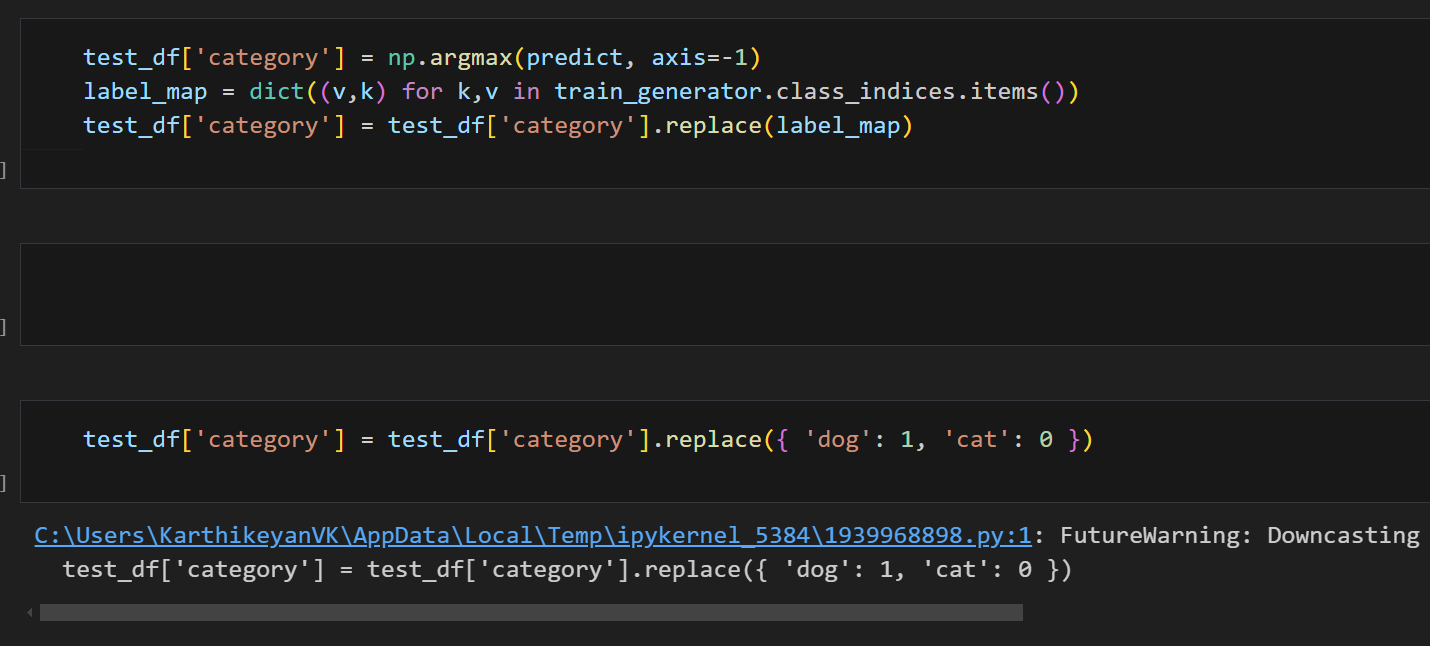 test_df['category'] = np.argmax(predict, axis=-1)
label_map = dict((v,k) for k,v in train_generator.class_indices.items())
test_df['category'] = test_df['category'].replace(label_map)
]
]
test_df['category'] = test_df['category'].replace({ 'dog': 1, 'cat': 0 })
]
C:\Users\KarthikeyanVK\AppData\Local\Temp\ipykernel_5384\1939968898.py:1: FutureWarning: Downcasting
test_df['category'] = test_df['category'].replace({ 'dog': 1, 'cat': 0 })